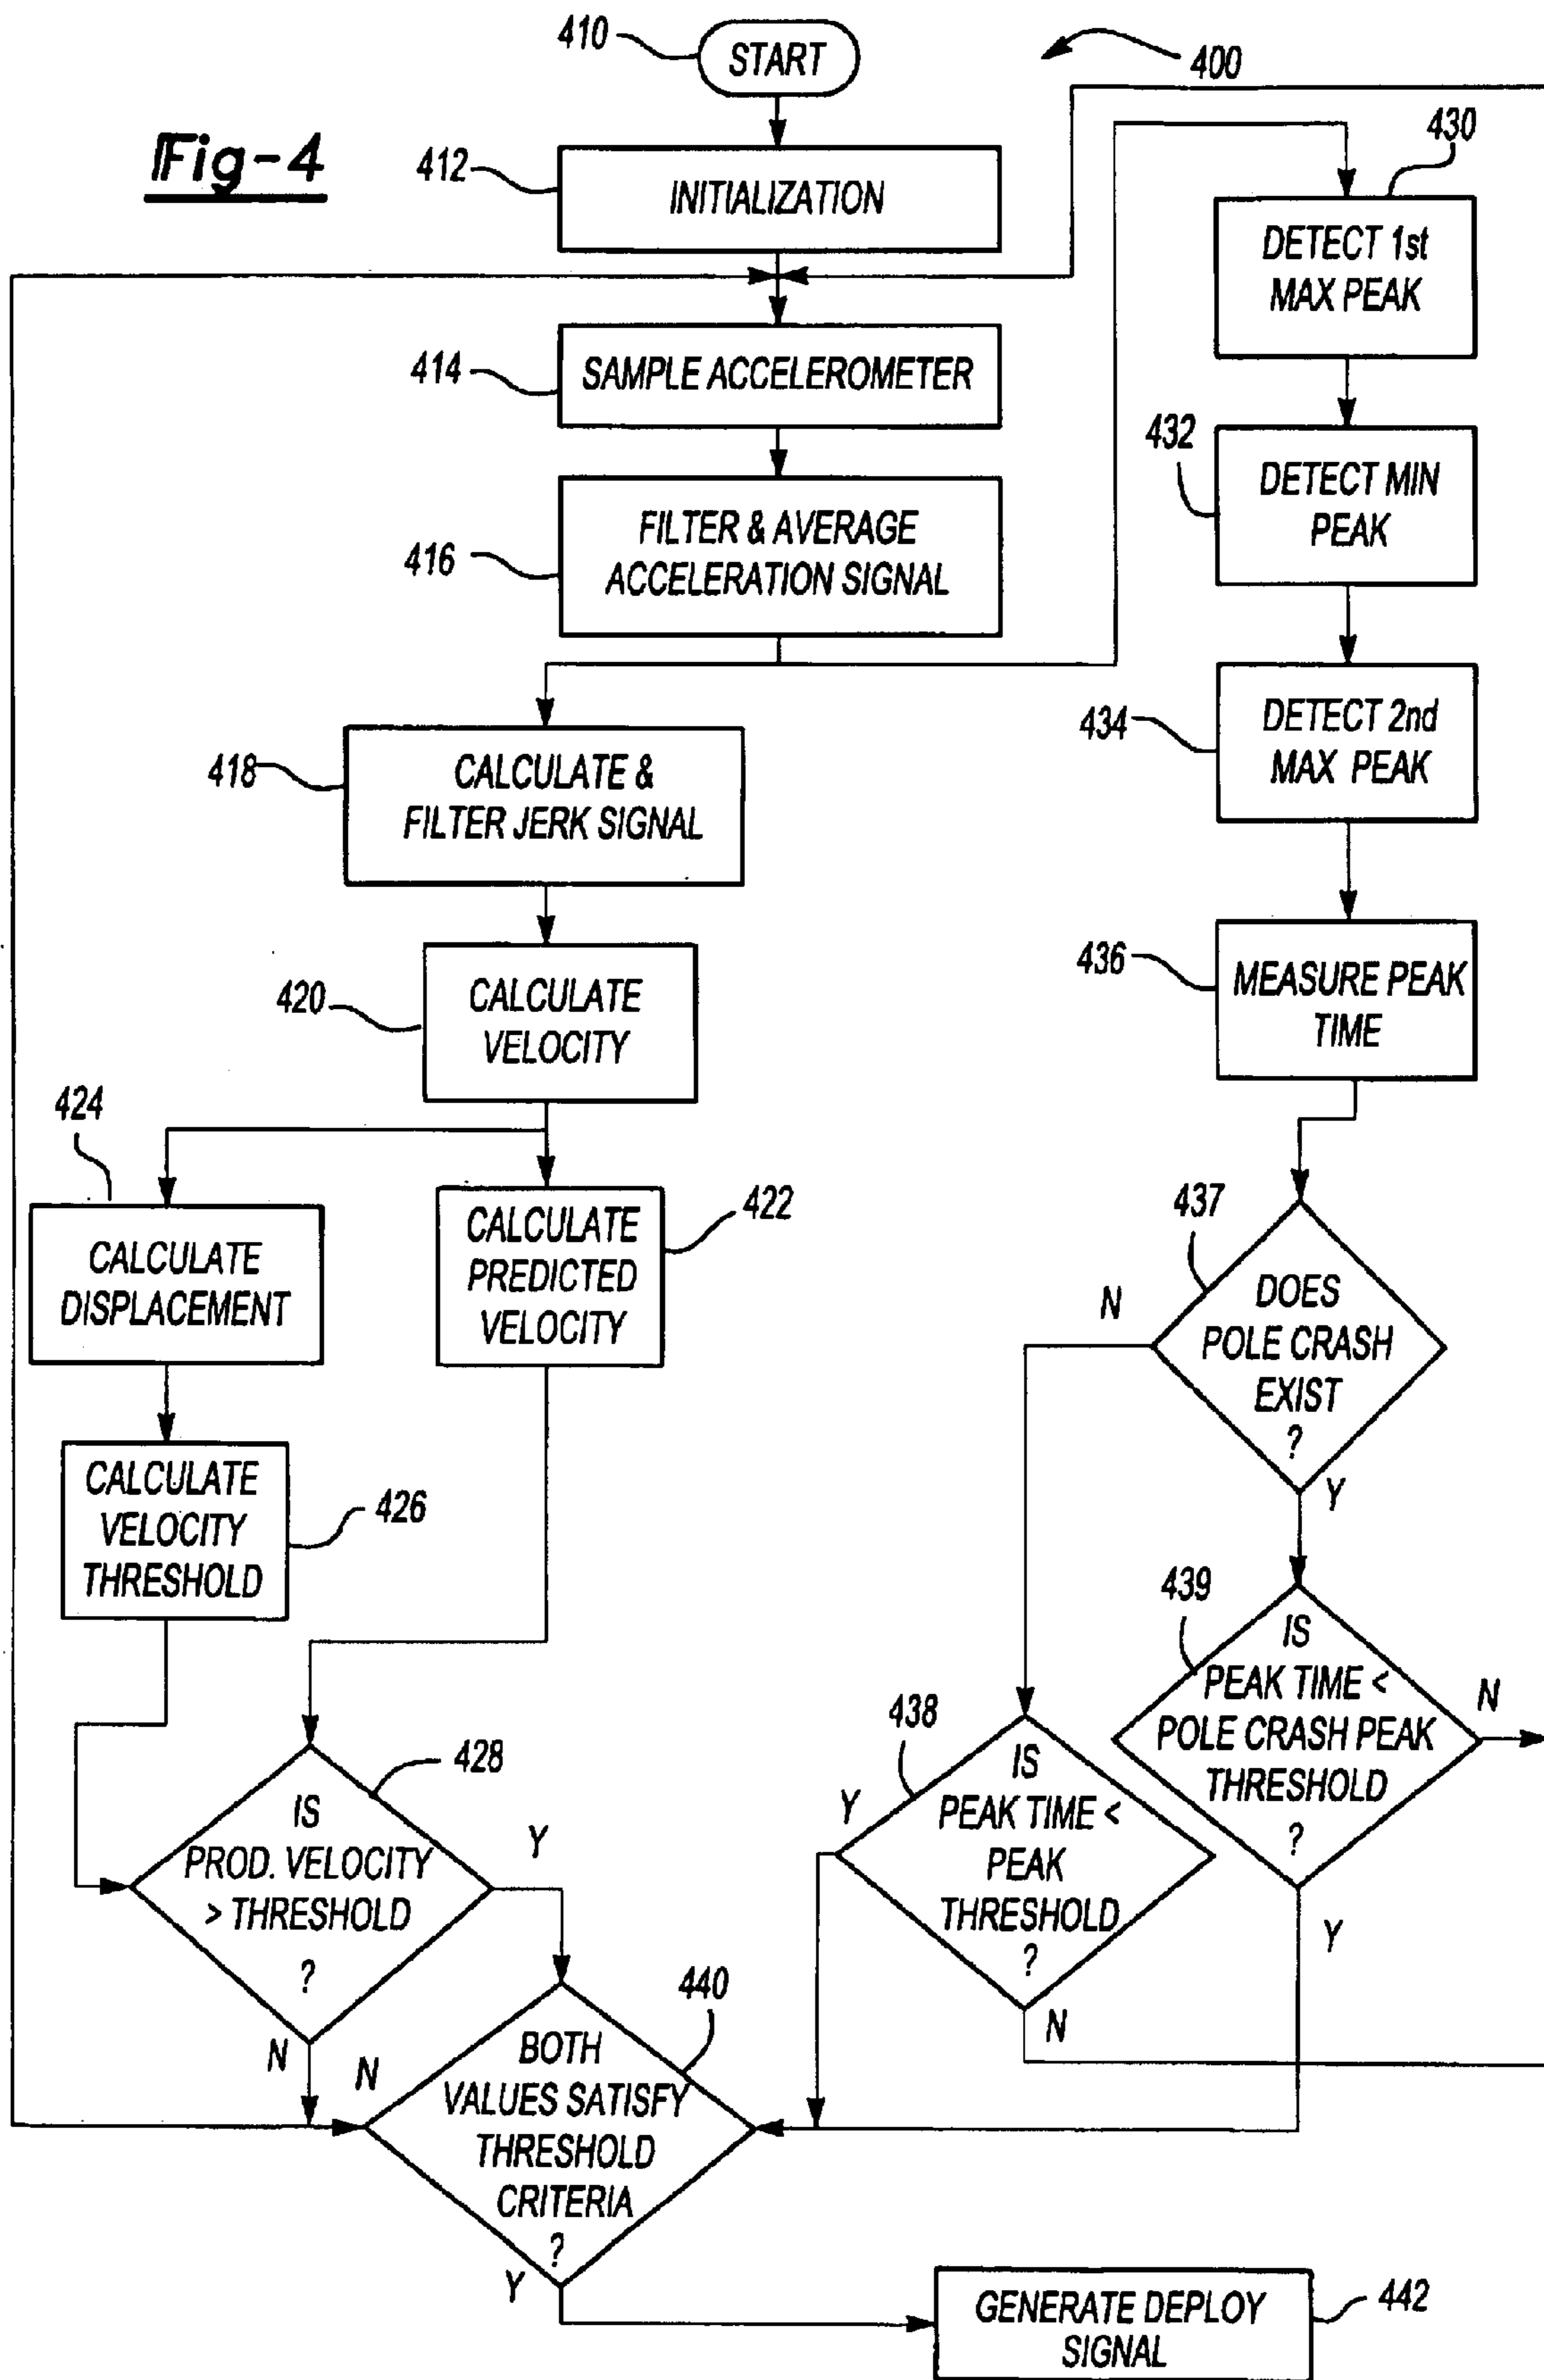 410
START
400
Fig-4
412
INITIALIZATION
430
DETECT 1st
MAX PEAK
414
SAMPLE ACCELEROMETER
432
DETECT MIN
PEAK
416
FILTER & AVERAGE
ACCELERATION SIGNAL
434
DETECT 2nd
MAX PEAK
418
CALCULATE &
FILTER JERK SIGNAL
436
MEASURE PEAK
TIME
420
CALCULATE
VELOCITY
424
CALCULATE
DISPLACEMENT
422
CALCULATE
PREDICTED
VELOCITY
437
N
DOES
POLE CRASH
EXIST
?
Y
426
CALCULATE
VELOCITY
THRESHOLD
439
IS
PEAK TIME <
POLE CRASH PEAK
THRESHOLD
?
N
Y
438
Y
IS
PEAK TIME <
PEAK
THRESHOLD
?
N
428
IS
PROD. VELOCITY
> THRESHOLD
?
Y
N
440
N
BOTH
VALUES SATISFY
THRESHOLD
CRITERIA
?
Y
GENERATE DEPLOY
SIGNAL
442